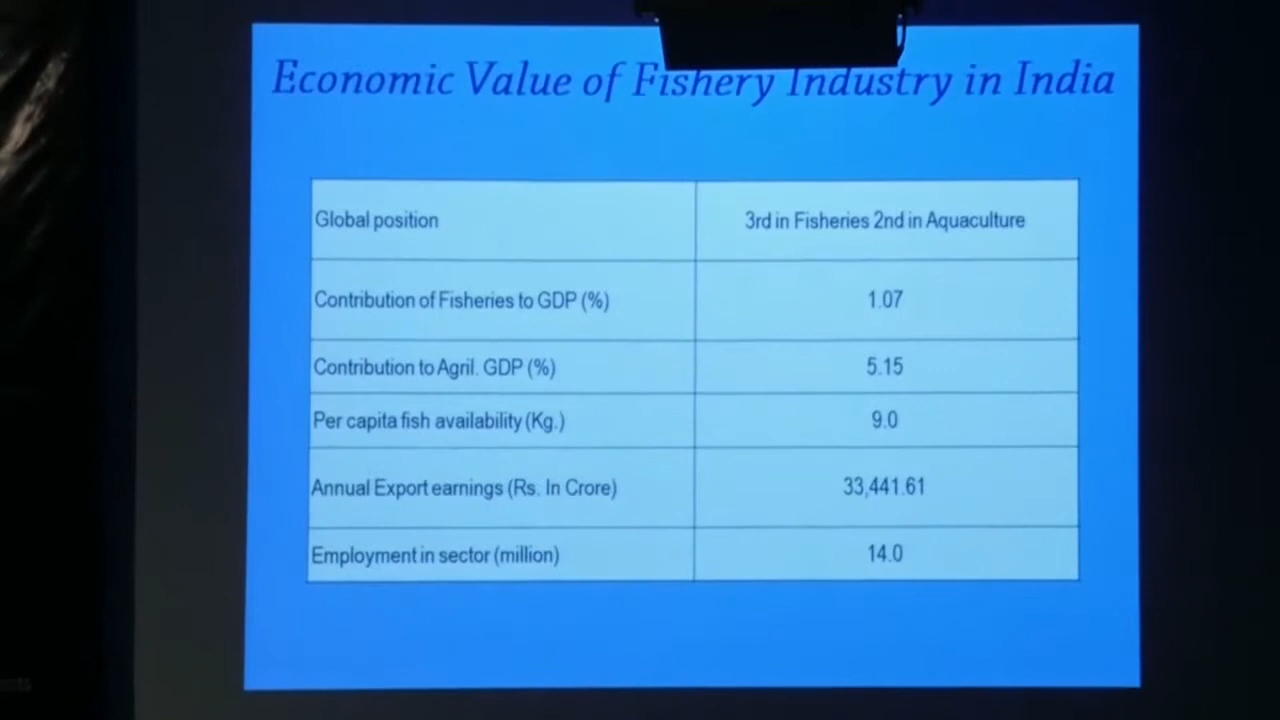 Economic Value of Fishery Industry in India
Global position 3rd in Fisheries 2nd in Aquaculture
Contribution of Fisheries to GDP (%) 1.07
Contribution to Agril. GDP (%) 5.15
Per capita fish availability (Kg.) 9.0
Annual Export earnings (Rs. In Crore) 33,441.61
Employment in sector (million) 14.0